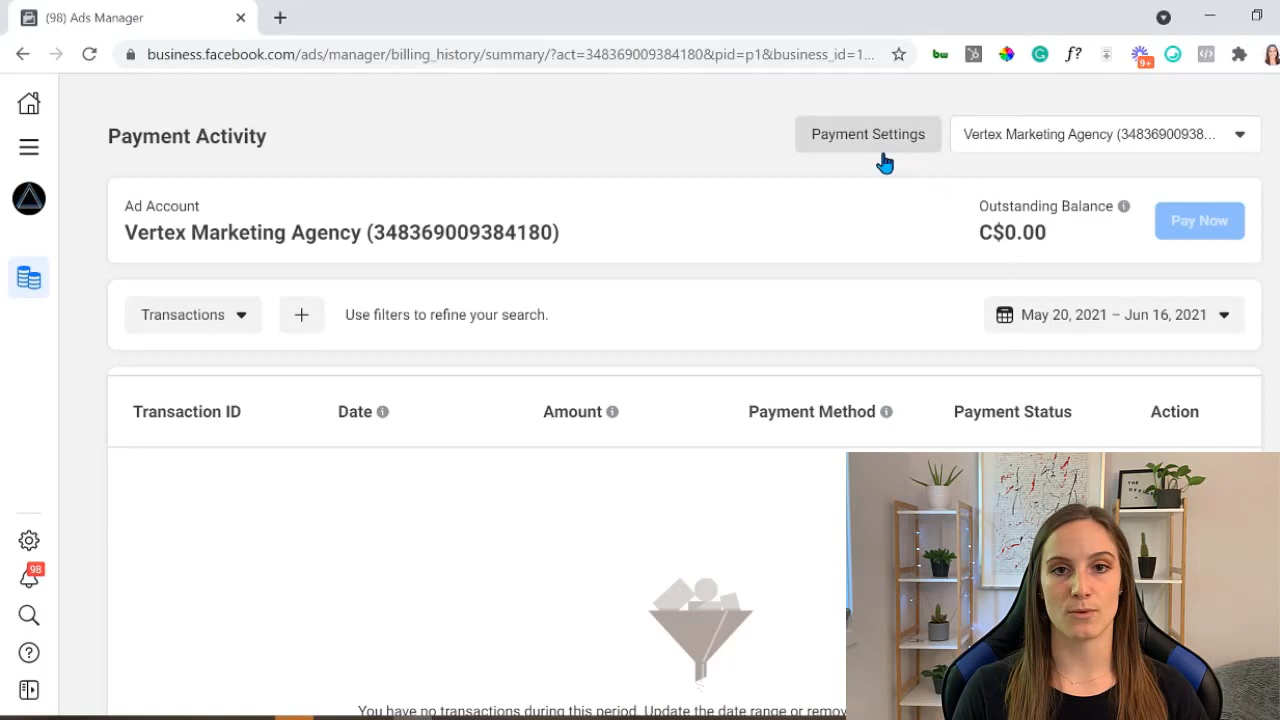 (98) Ads Manager
business.facebook.com/ads/manager/billing_history/summary/?act=348369009384180&pid=p1&business_id=1...
9+
Payment Activity
Payment Settings
Vertex Marketing Agency (34836900938...
Ad Account
Vertex Marketing Agency (348369009384180)
Outstanding Balance
C$0.00
Pay Now
Transactions
Use filters to refine your search.
May 20, 2021 – Jun 16, 2021
Transaction ID
Date
Amount
Payment Method
Payment Status
Action
98
THE
You have no transactions during this period. Update the date range or remov